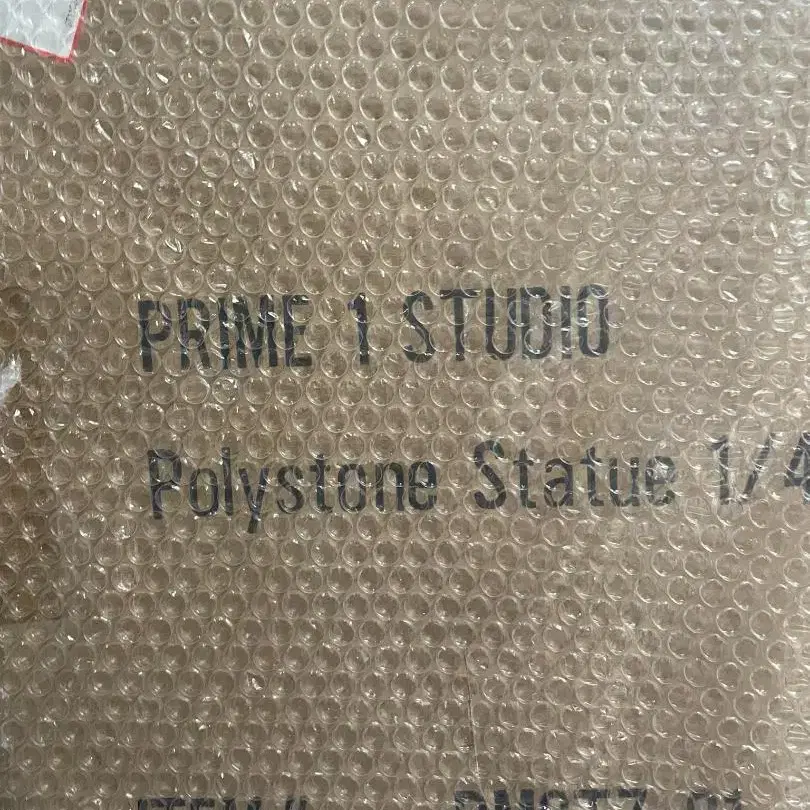 PRIME 1 STUDIO
Polystone Statue 1/4